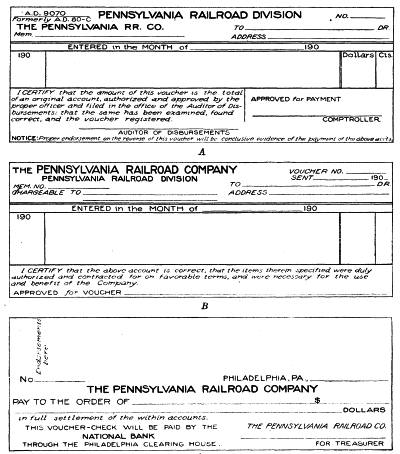 A.D. 9070 PENNSYLVANIA RAILROAD DIVISION NO.
Formerly A.D. 80-C
THE PENNSYLVANIA RR. CO. TO DR.
Mem. ADDRESS
ENTERED in the MONTH of 190
190 Dollars Cts.
I CERTIFY that the amount of this voucher is the total
of an original account, authorized and approved by the
proper officer and filed in the office of the Auditor of Dis-
bursements: that the same has been examined, found
correct, and the voucher registered.
APPROVED for PAYMENT
COMPTROLLER.
AUDITOR OF DISBURSEMENTS
NOTICE: Proper endorsement on the reverse of this voucher will be conclusive evidence of the payment of the above accts.
A
THE PENNSYLVANIA RAILROAD COMPANY VOUCHER NO.
PENNSYLVANIA RAILROAD DIVISION SENT 190
MEM. NO. TO DR.
CHARGEABLE TO ADDRESS
ENTERED in the MONTH of 190
190
I CERTIFY that the above account is correct, that the items therein specified were duly
authorized and contracted for on favorable terms, and were necessary for the use
and benefit of the Company.
APPROVED for VOUCHER
B
Endorsements
here
No PHILADELPHIA, PA.,
THE PENNSYLVANIA RAILROAD COMPANY
PAY TO THE ORDER OF $
DOLLARS
in full settlement of the within accounts.
THIS VOUCHER-CHECK WILL BE PAID BY THE THE PENNSYLVANIA RAILROAD CO.
NATIONAL BANK
THROUGH THE PHILADELPHIA CLEARING HOUSE.. FOR TREASURER